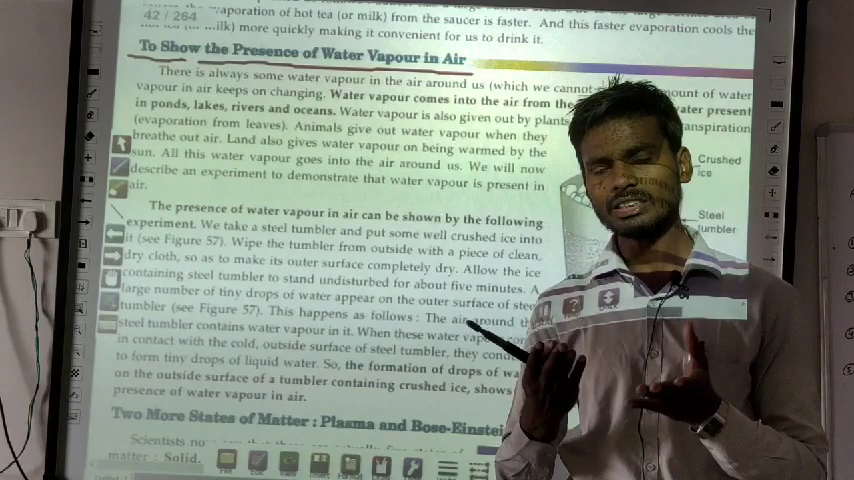 42 / 264
vaporation of hot tea (or milk) from the saucer is faster. And this faster evaporation cools the
more quickly making it convenient for us to drink it.
To Show the Presence of Water Vapour in Air
There is always some water vapour in the air around us (which we cannot mount of water
vapour in air keeps on changing. Water vapour comes into the air from the water present
in ponds, lakes, rivers and oceans. Water vapour is also given out by plants anspiration
(evaporation from leaves). Animals give out water vapour when they
breathe out air. Land also gives water vapour on being warmed by the
sun. All this water vapour goes into the air around us. We will now
describe an experiment to demonstrate that water vapour is present in
air.
Crushed
ice
Steel
tumbler
The presence of water vapour in air can be shown by the following
experiment. We take a steel tumbler and put some well crushed ice into
it (see Figure 57). Wipe the tumbler from outside with a piece of clean,
dry cloth, so as to make its outer surface completely dry. Allow the ice
containing steel tumbler to stand undisturbed for about five minutes. A
large number of tiny drops of water appear on the outer surface of stee
tumbler (see Figure 57). This happens as follows : The air around th
steel tumbler contains water vapour in it. When these water vapo
in contact with the cold, outside surface of steel tumbler, they cond
to form tiny drops of liquid water. So, the formation of drops of wa
on the outside surface of a tumbler containing crushed ice, shows
presence of water vapour in air.
Two More States of Matter : Plasma and Bose-Einstei
Scientists no
matter : Solid.